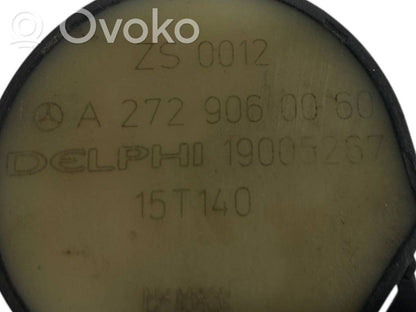 Ovoko
ZS 0012
A 272 906 00 60
DELPHI 19005267
15T140